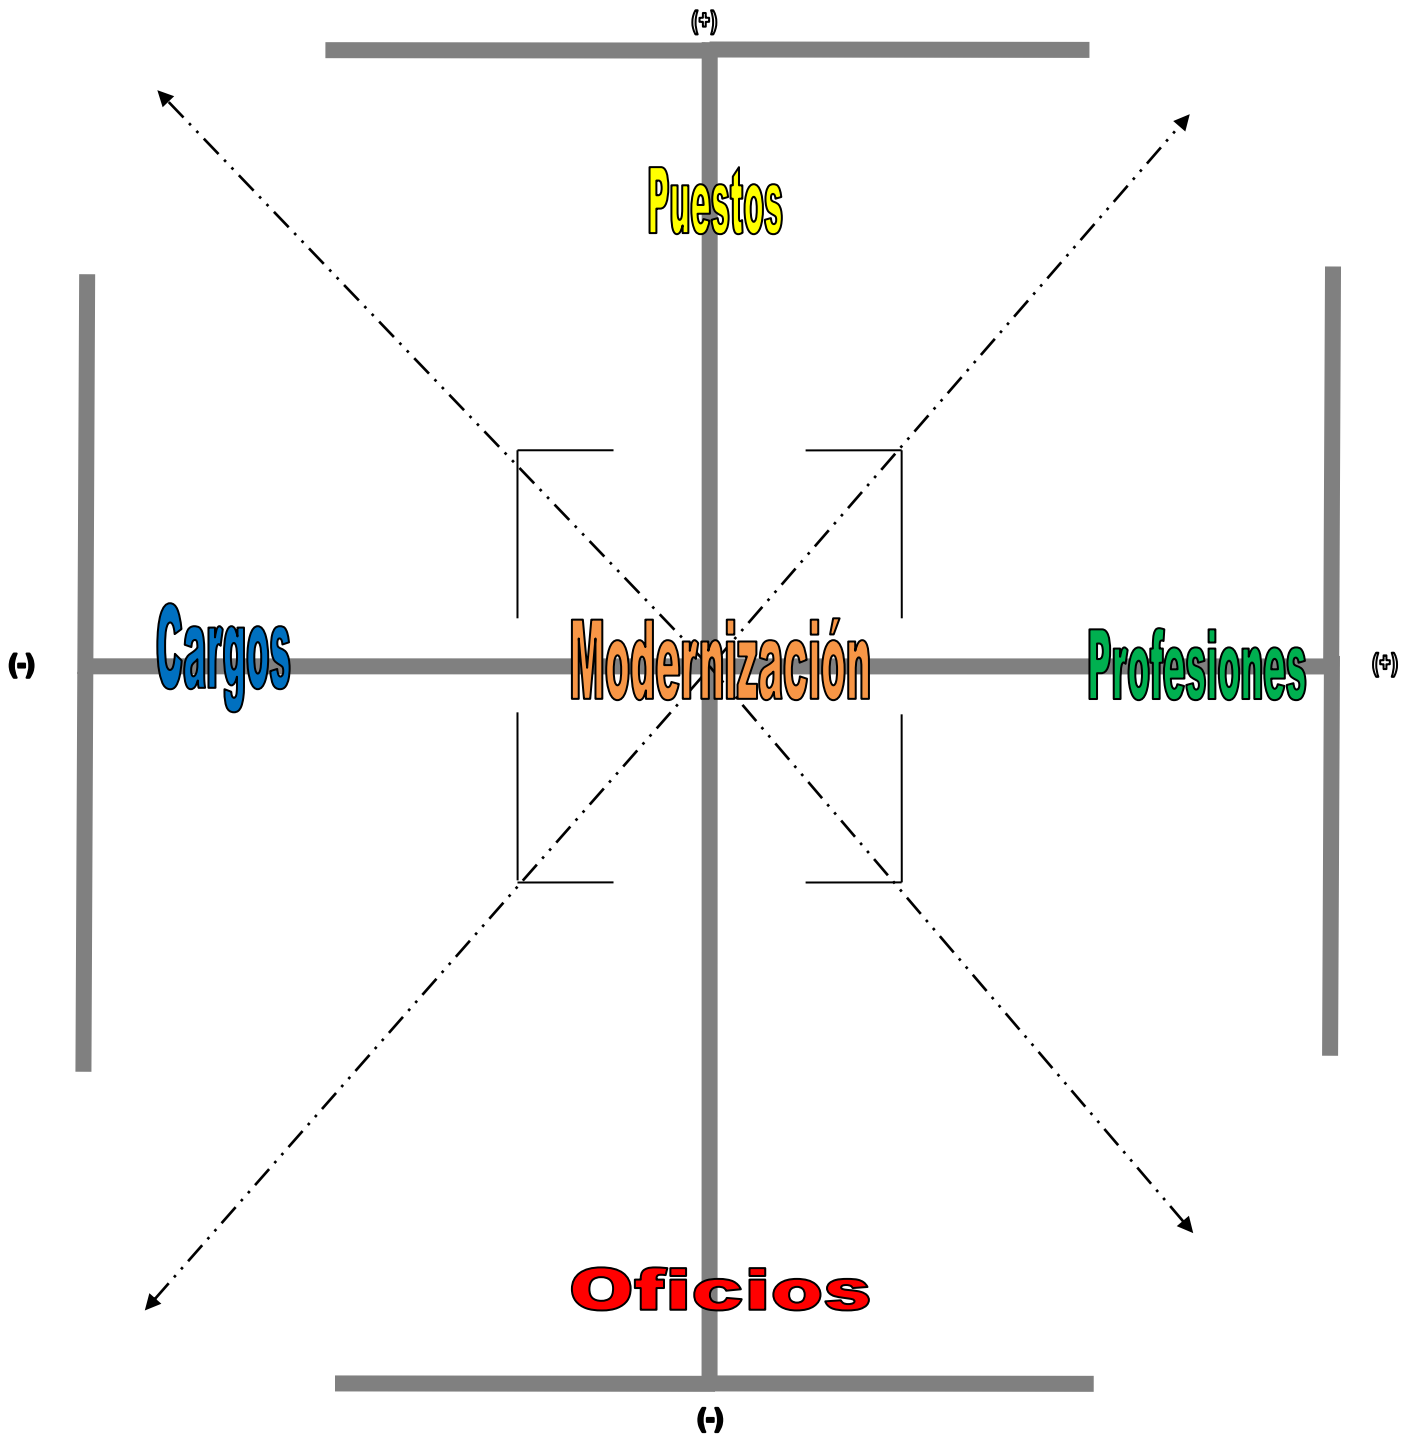 (+)
Puestos
Cargos
Modernización
Profesiones
(-)
(+)
Oficios
(-)